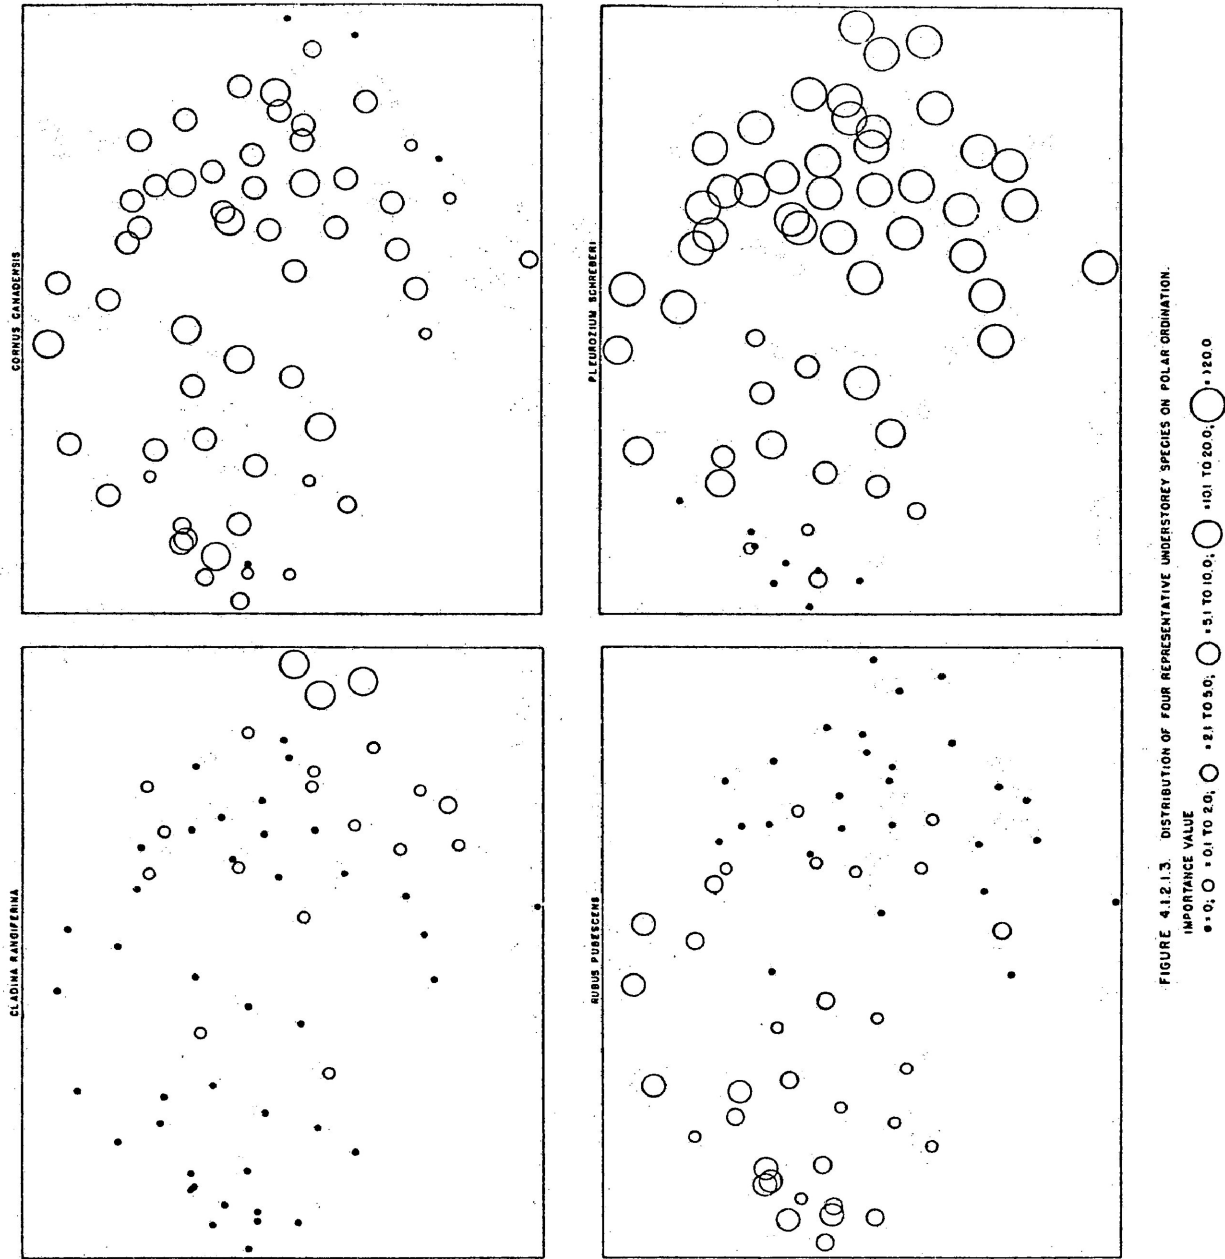 CLADINA RANGIFERINA
CORNUS CANADENSIS
RUBUS PUBESCENS
PLEUROZIUM SCHREBERI
FIGURE 4.1.2.1.3. DISTRIBUTION OF FOUR REPRESENTATIVE UNDERSTOREY SPECIES ON POLAR ORDINATION.
IMPORTANCE VALUE
= 0; = 0.1 TO 2.0; = 2.1 TO 5.0; = 5.1 TO 10.0; = 10.1 TO 20.0; = >20.0